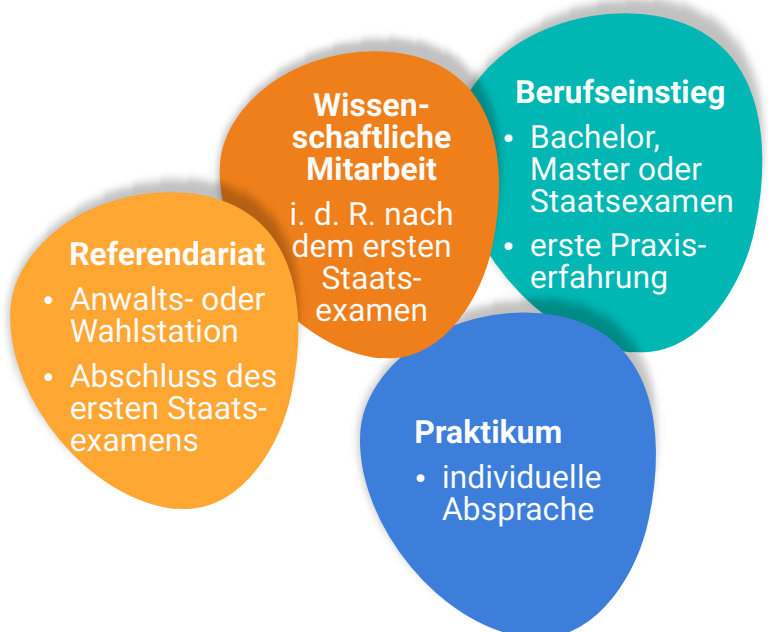 Wissen-
schaftliche
Mitarbeit
i. d. R. nach
dem ersten
Staats-
examen
Berufseinstieg
• Bachelor,
Master oder
Staatsexamen
• erste Praxis-
erfahrung
Referendariat
• Anwalts- oder
Wahlstation
• Abschluss des
ersten Staats-
examens
Praktikum
• individuelle
Absprache